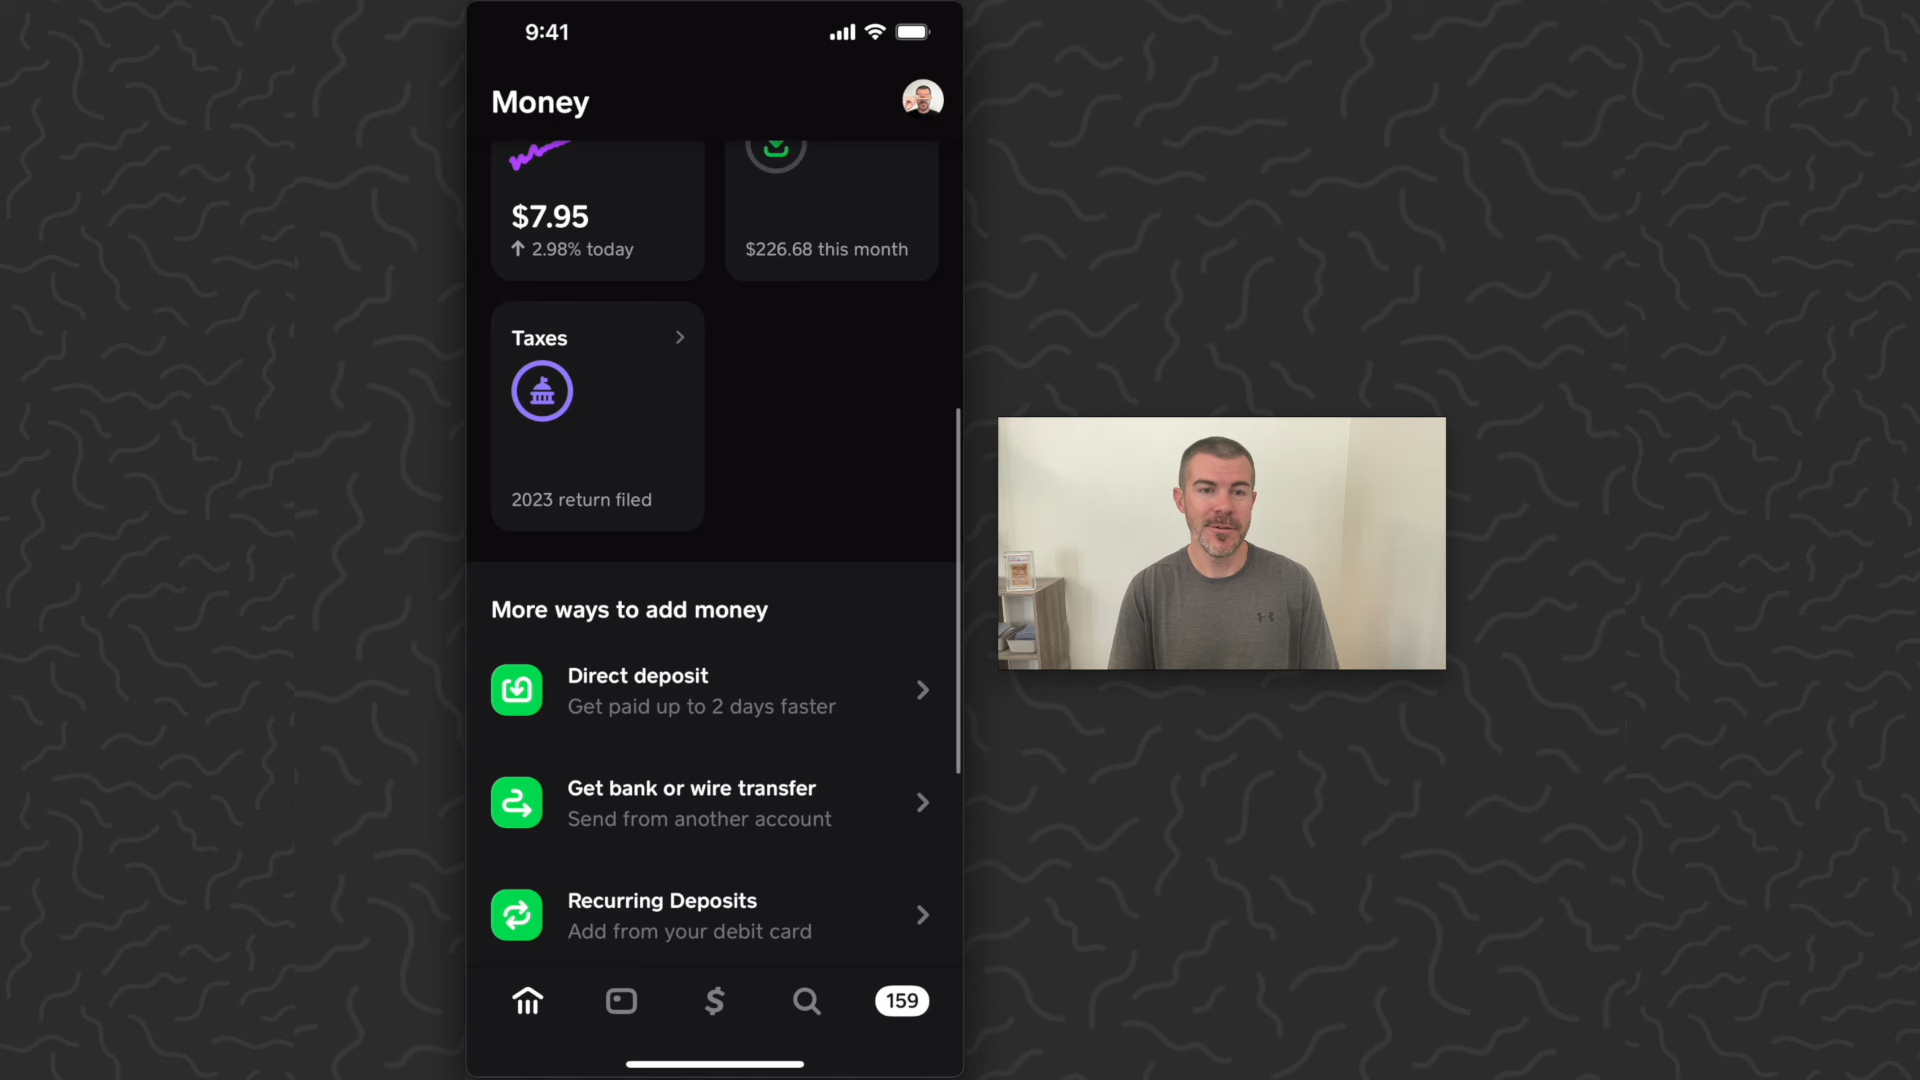 9:41
Money
$7.95
↑ 2.98% today
$226.68 this month
Taxes
2023 return filed
More ways to add money
Direct deposit
Get paid up to 2 days faster
Get bank or wire transfer
Send from another account
Recurring Deposits
Add from your debit card
159